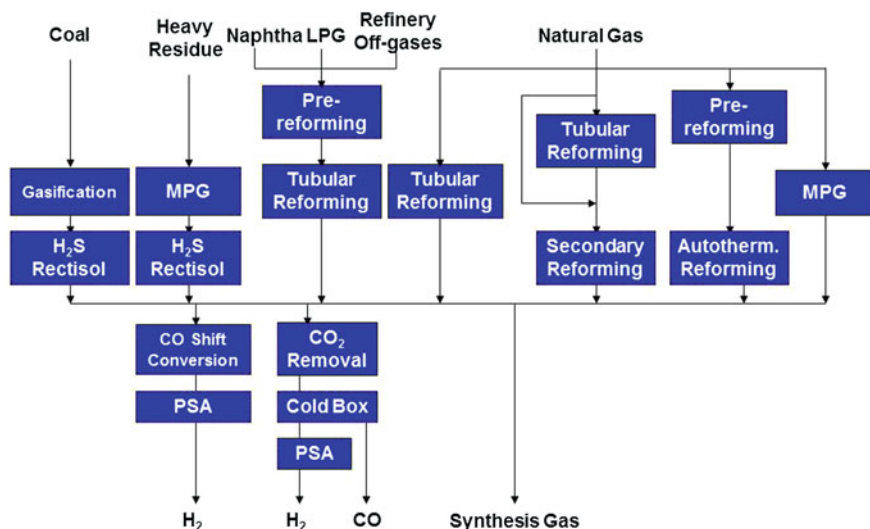 Coal
Heavy
Residue
Naphtha LPG
Refinery
Off-gases
Natural Gas
Pre-
reforming
Pre-
reforming
Tubular
Reforming
Gasification
MPG
Tubular
Reforming
Tubular
Reforming
MPG
H₂S
Rectisol
H₂S
Rectisol
Secondary
Reforming
Autotherm.
Reforming
CO Shift
Conversion
CO₂
Removal
PSA
Cold Box
PSA
H₂
H₂
CO
Synthesis Gas